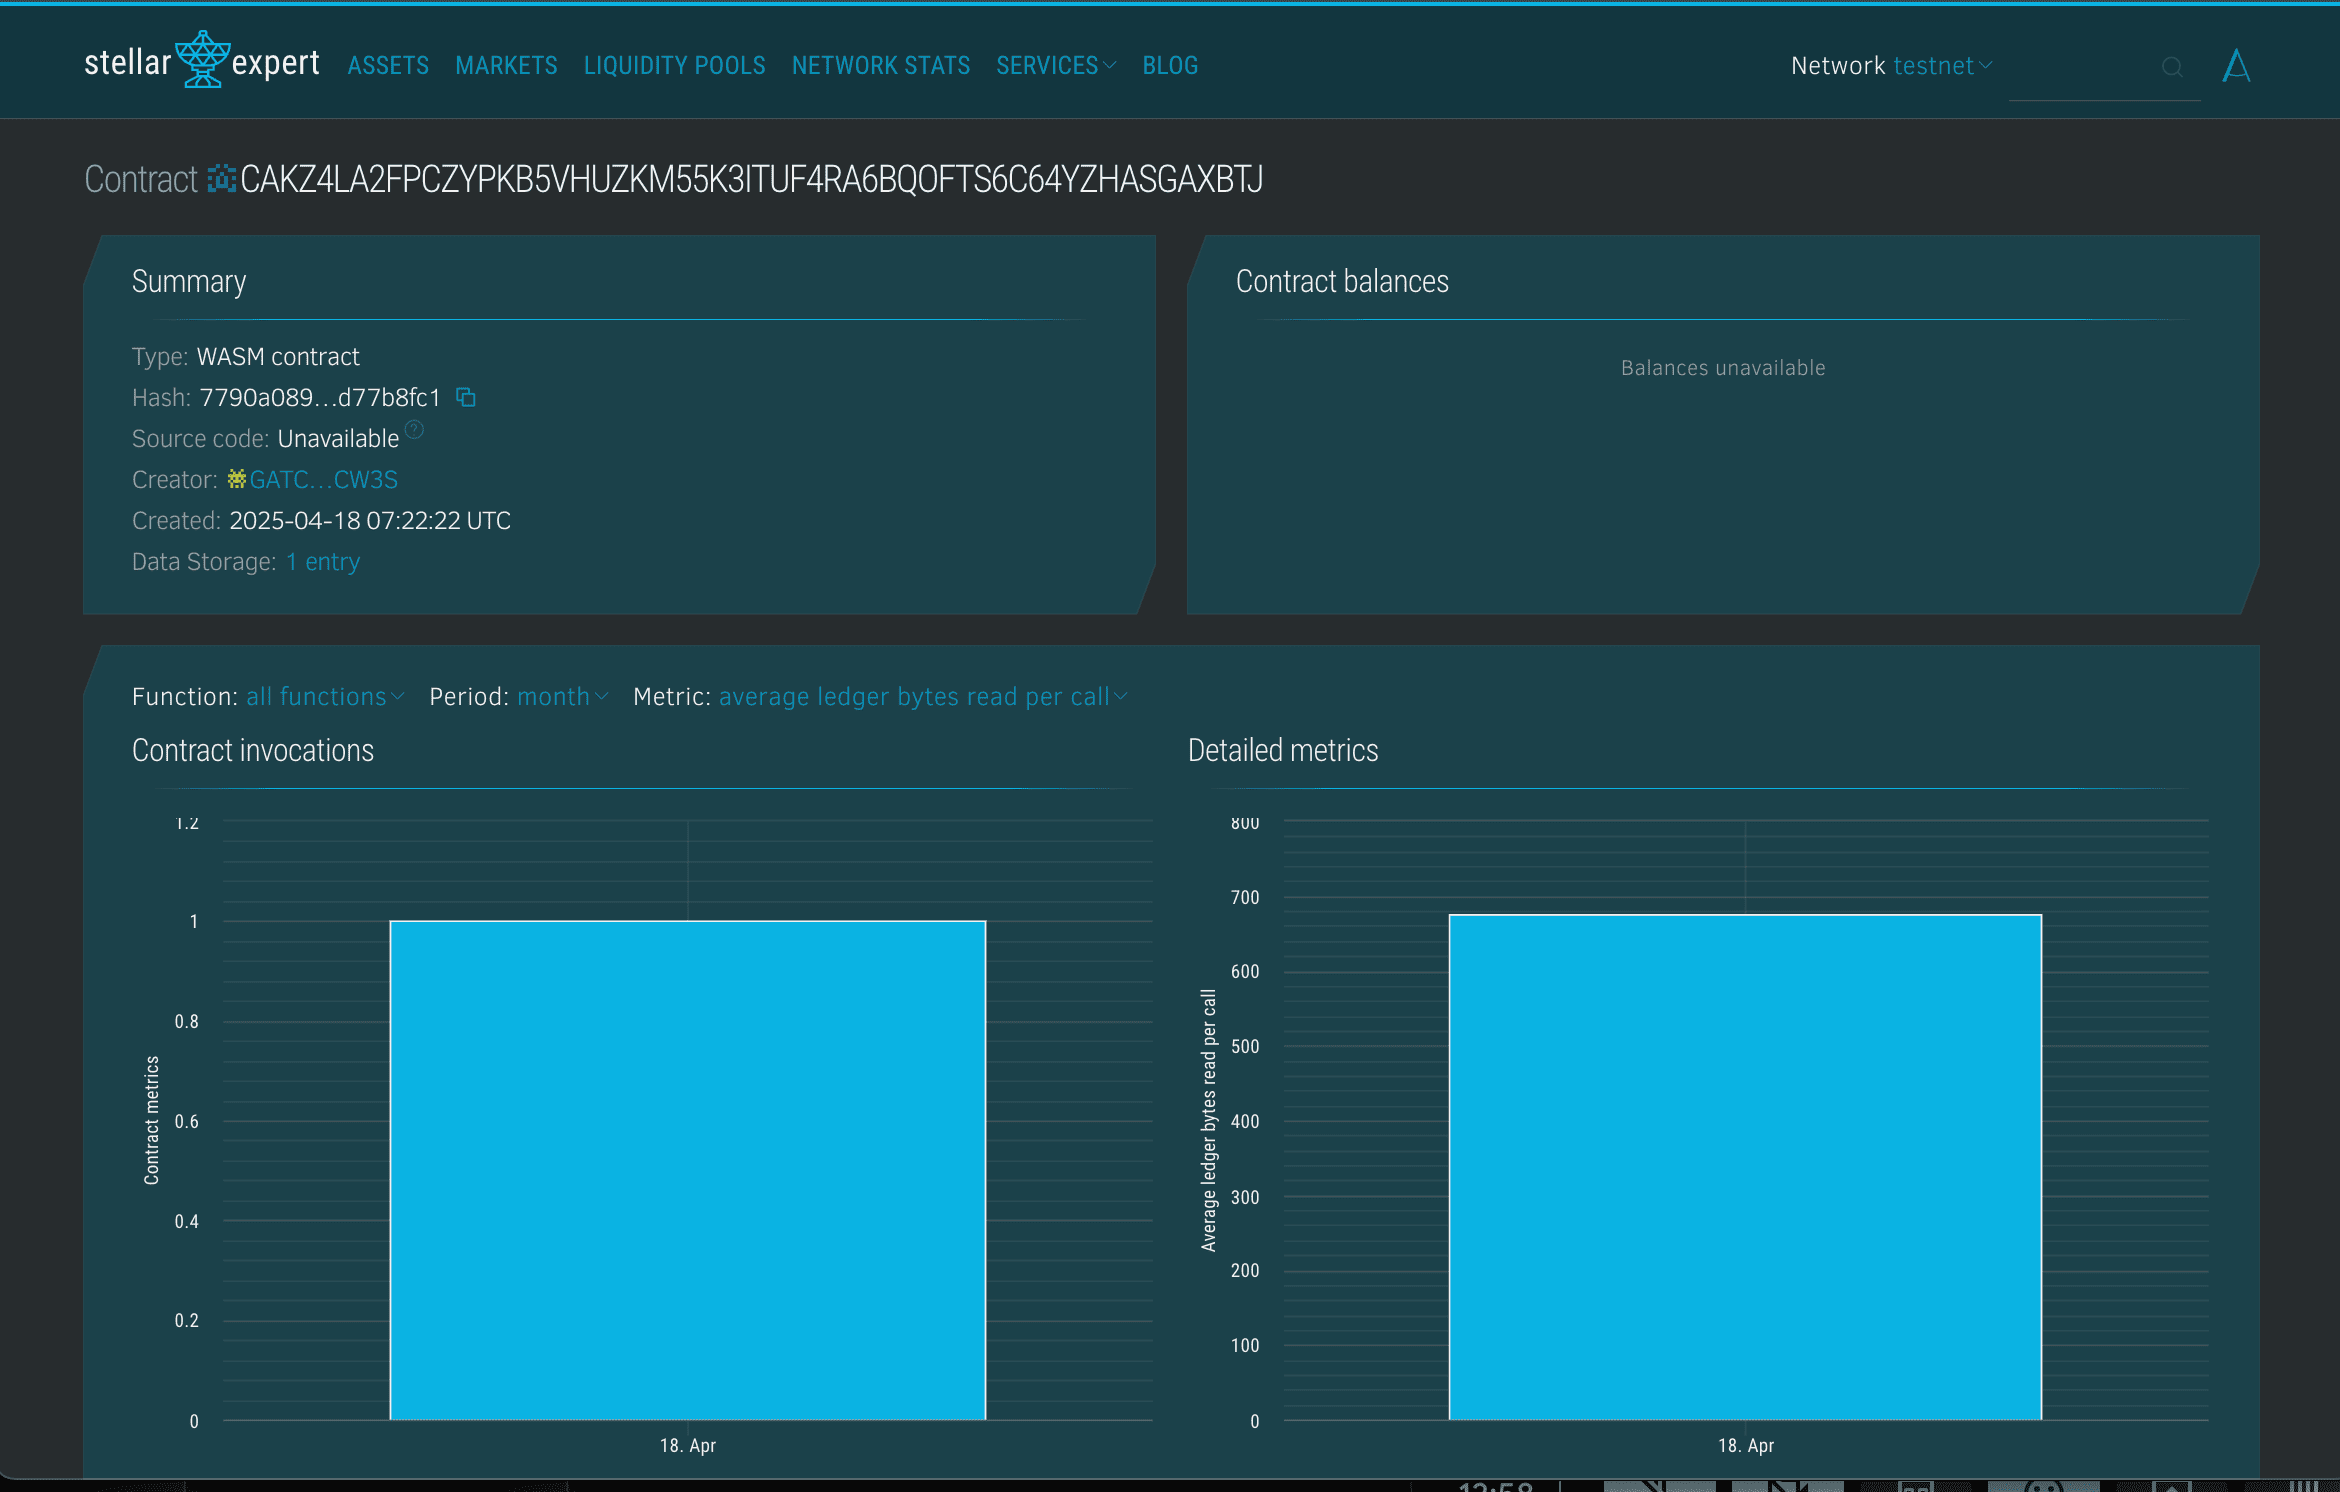 stellar expert ASSETS MARKETS LIQUIDITY POOLS NETWORK STATS SERVICES BLOG Network testnet
Contract CAKZ4LA2FPCZYPKB5VHUZKM55K3ITUF4RA6BQOFTS6C64YZHASGAXBTJ
Summary
Type: WASM contract
Hash: 7790a089...d77b8fc1
Source code: Unavailable ?
Creator: GATC...CW3S
Created: 2025-04-18 07:22:22 UTC
Data Storage: 1 entry
Contract balances
Balances unavailable
Function: all functions Period: month Metric: average ledger bytes read per call
Contract invocations
Contract metrics
1.2
1
0.8
0.6
0.4
0.2
0
18. Apr
Detailed metrics
Average ledger bytes read per call
800
700
600
500
400
300
200
100
0
18. Apr
12:58